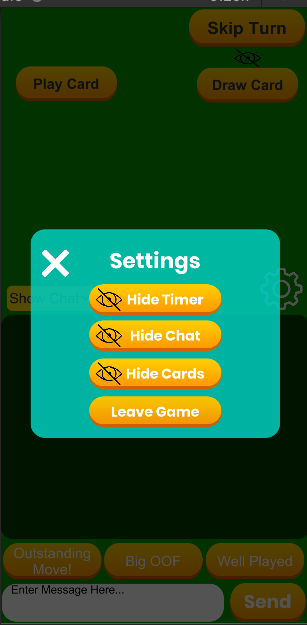 Skip Turn
Play Card
Draw Card
Settings
Hide Timer
Show Chat
Hide Chat
Hide Cards
Leave Game
Outstanding
Move!
Big OOF
Well Played
Enter Message Here...
Send